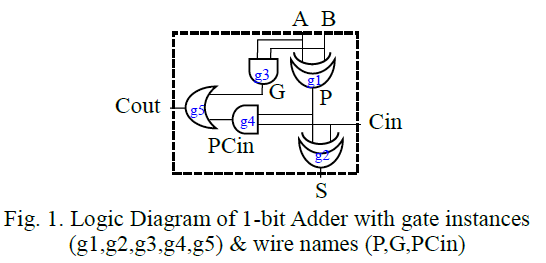 A B
g3
g1
G
P
Cout
g5
g4
Cin
PCin
g2
S
Fig. 1. Logic Diagram of 1-bit Adder with gate instances
(g1,g2,g3,g4,g5) & wire names (P,G,PCin)